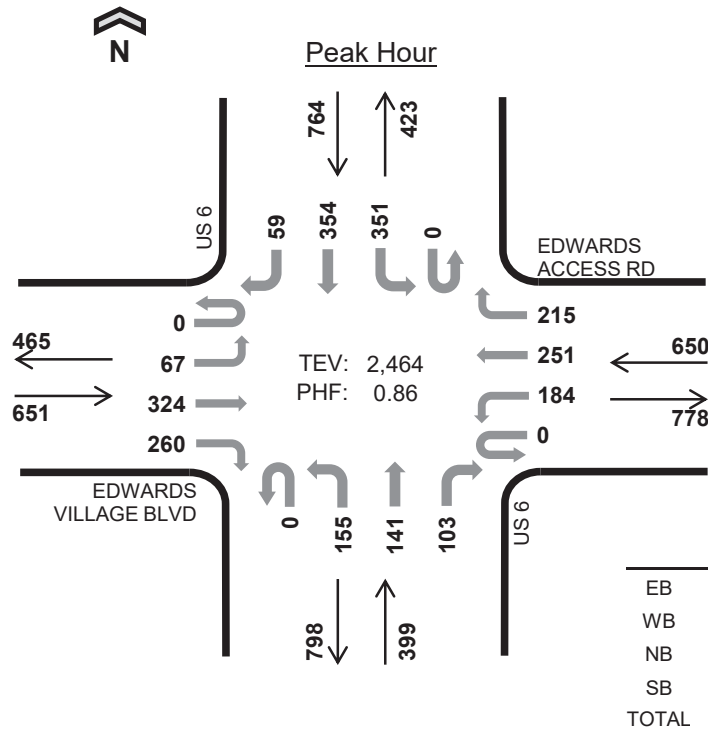 N
Peak Hour
764
423
US 6
59
354
351
0
EDWARDS
ACCESS RD
0
215
465
67
TEV: 2,464
251
650
651
324
PHF: 0.86
184
778
260
0
EDWARDS
VILLAGE BLVD
0
155
141
103
US 6
798
399
EB
WB
NB
SB
TOTAL